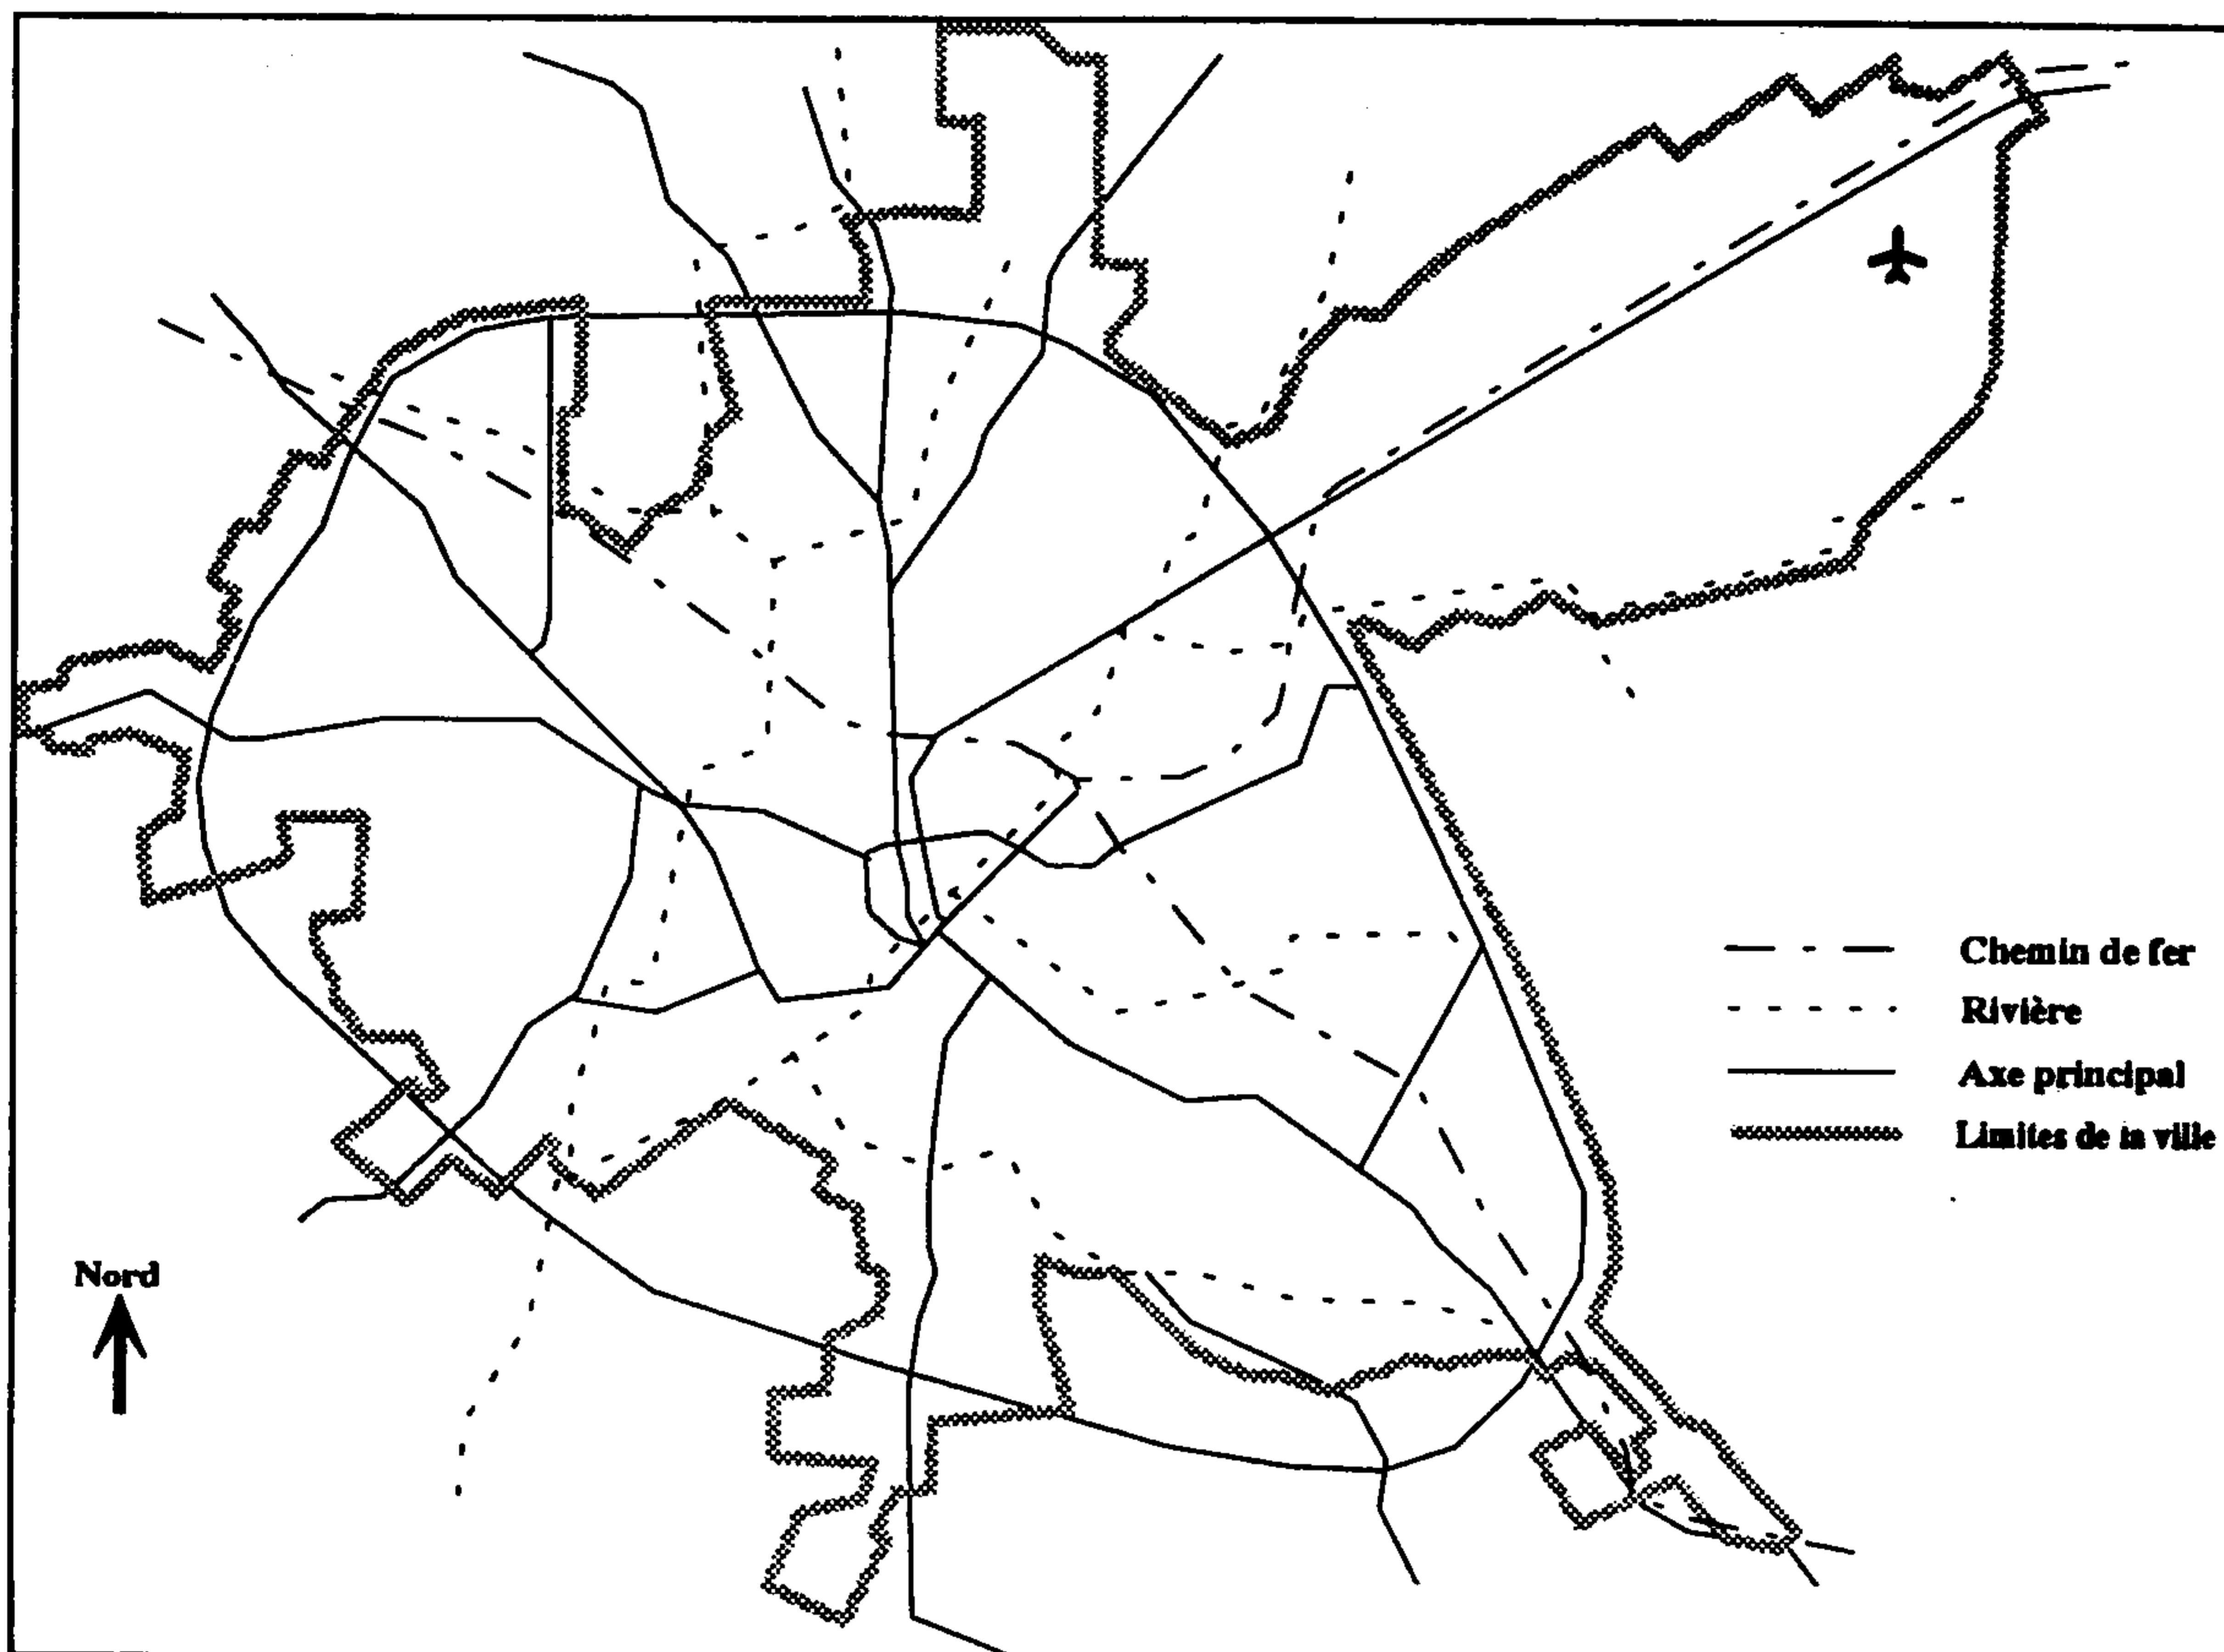 Chemin de fer
Rivière
Axe principal
Limites de la ville
Nord